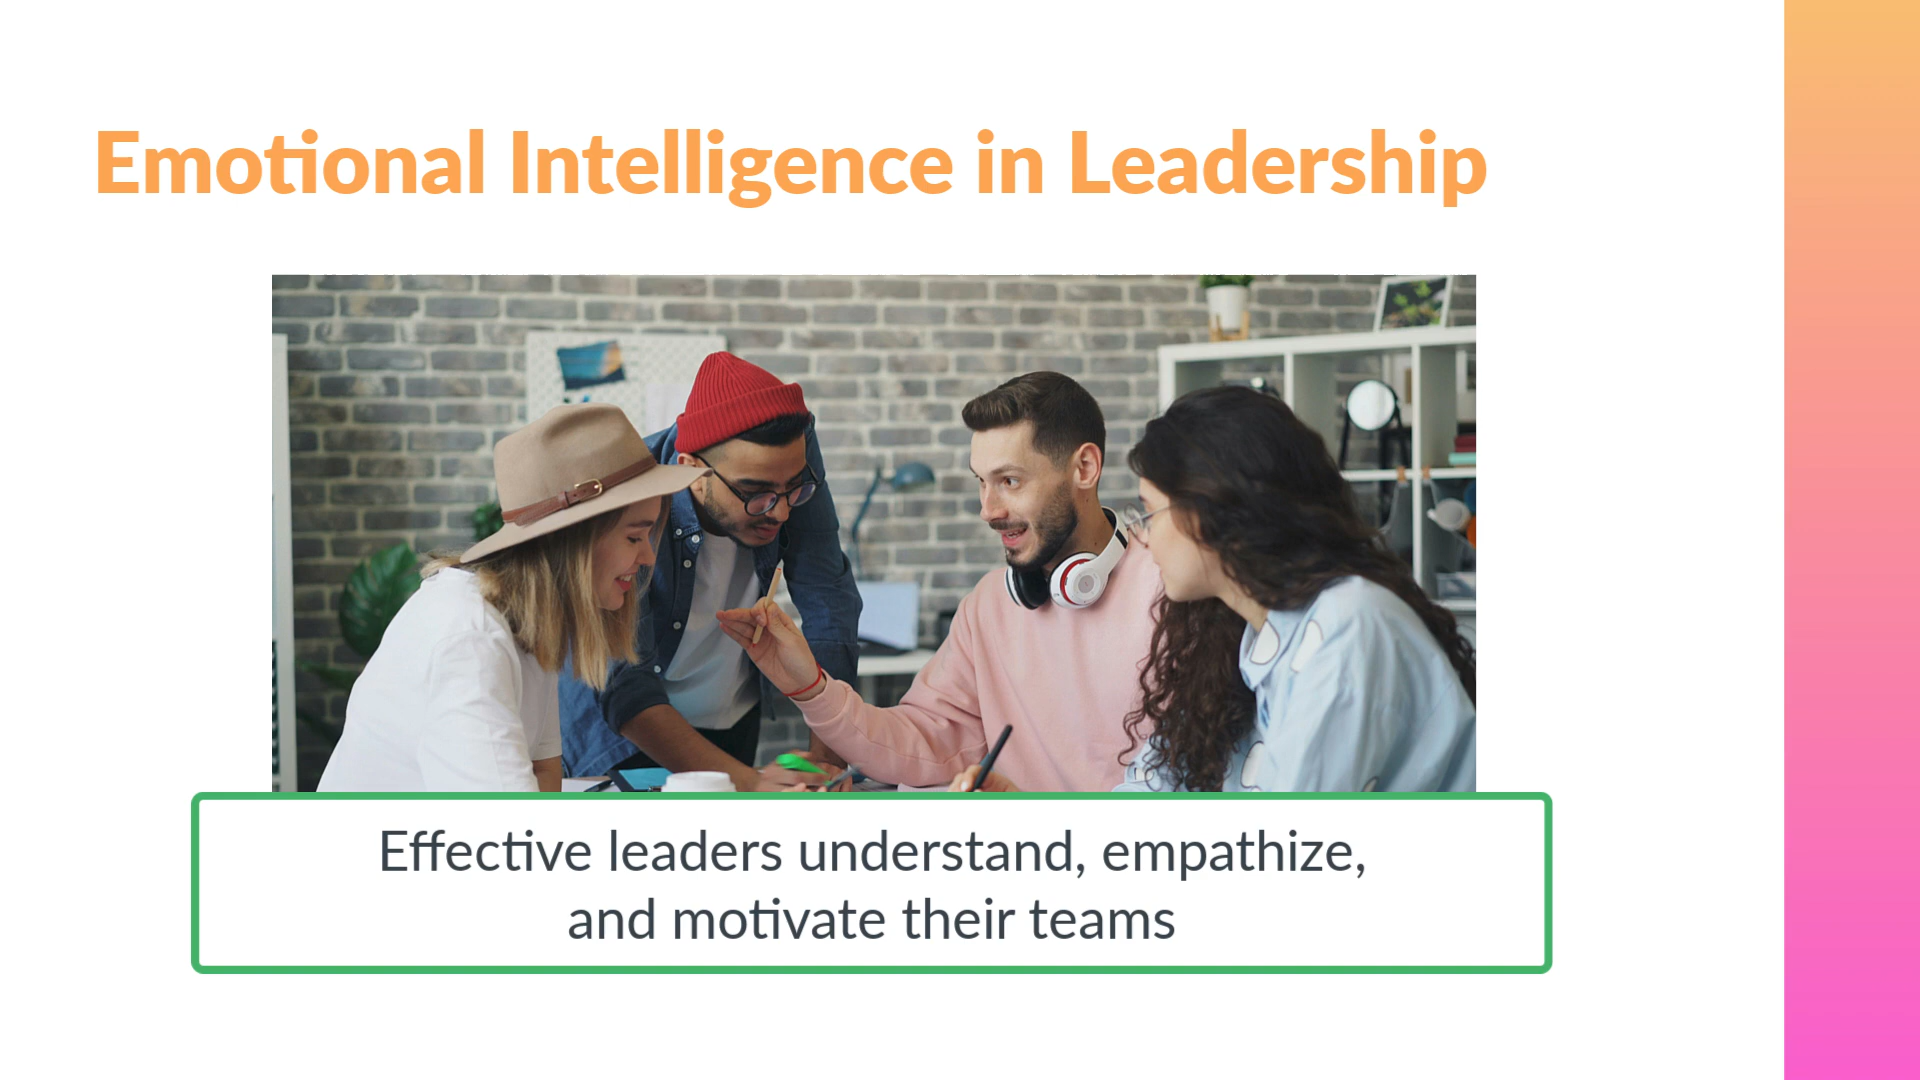 Emotional Intelligence in Leadership
Effective leaders understand, empathize,
and motivate their teams